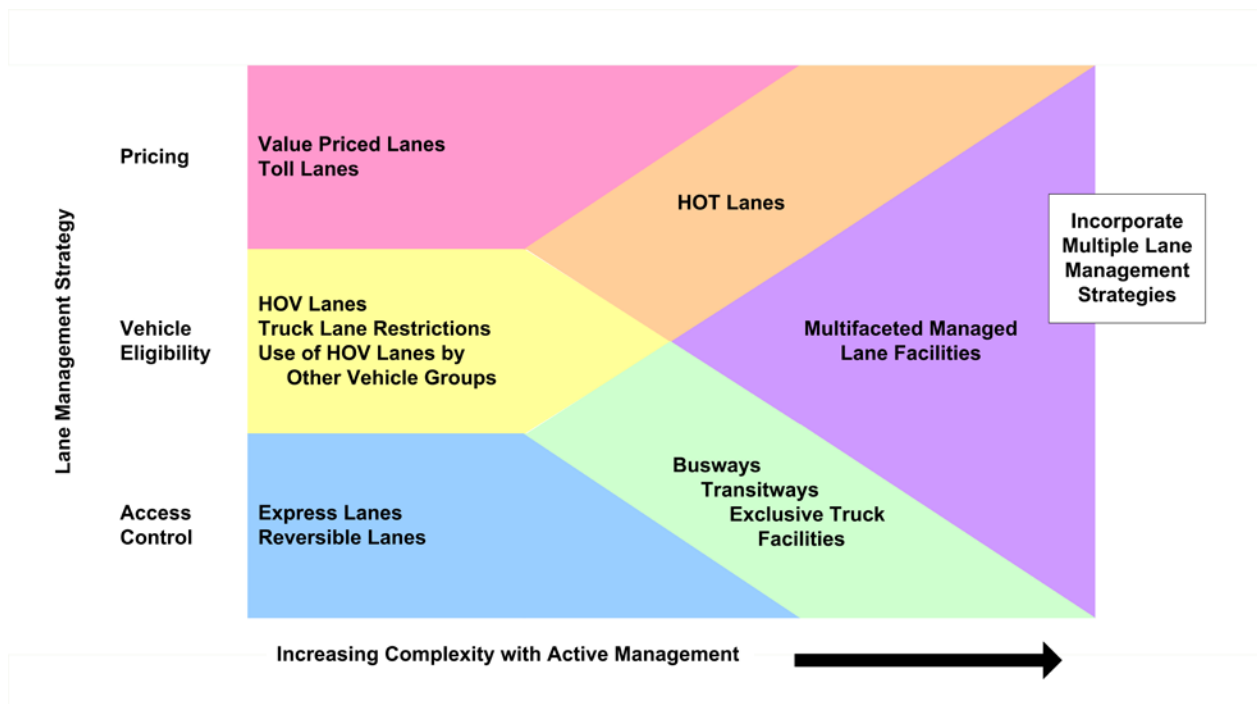 Lane Management Strategy
Pricing
Value Priced Lanes
Toll Lanes
HOT Lanes
Incorporate
Multiple Lane
Management
Strategies
Vehicle
Eligibility
HOV Lanes
Truck Lane Restrictions
Use of HOV Lanes by
Other Vehicle Groups
Multifaceted Managed
Lane Facilities
Access
Control
Express Lanes
Reversible Lanes
Busways
Transitways
Exclusive Truck
Facilities
Increasing Complexity with Active Management